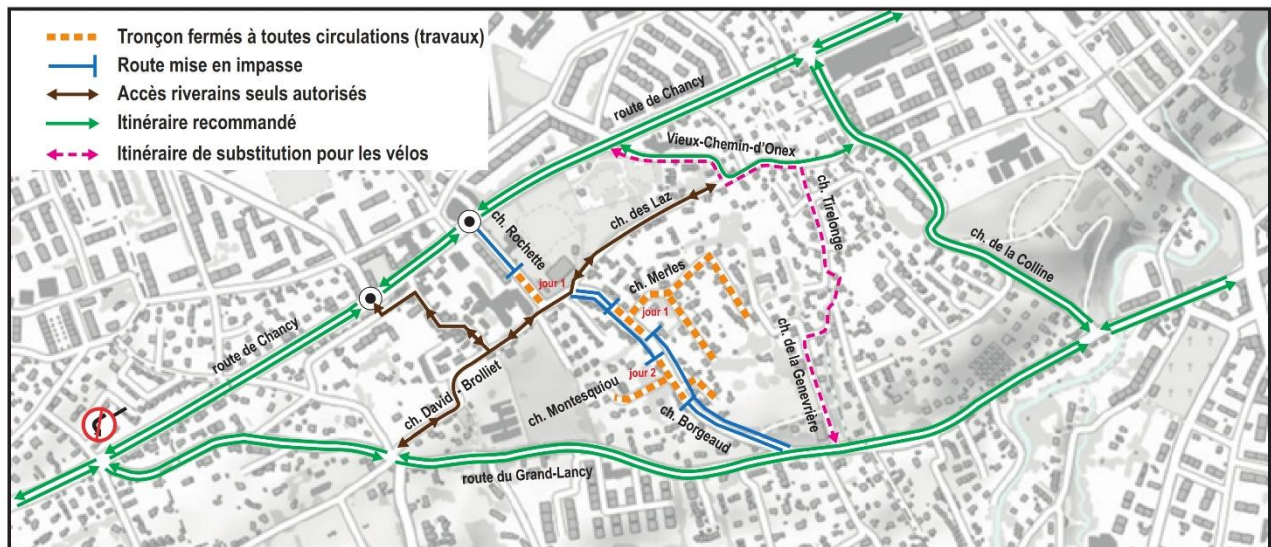 Tronçon fermés à toutes circulations (travaux)
Route mise en impasse
Accès riverains seuls autorisés
Itinéraire recommandé
Itinéraire de substitution pour les vélos
route de Chancy
Vieux-Chemin-d'Onex
ch. des Laz
ch. Tirelonge
ch. Rochette
ch. de la Colline
jour 1
ch. Merles
jour 1
route de Chancy
ch. de la Genevrière
jour 2
ch. David - Brolliet
ch. Montesquiou
ch. Borgeaud
route du Grand-Lancy